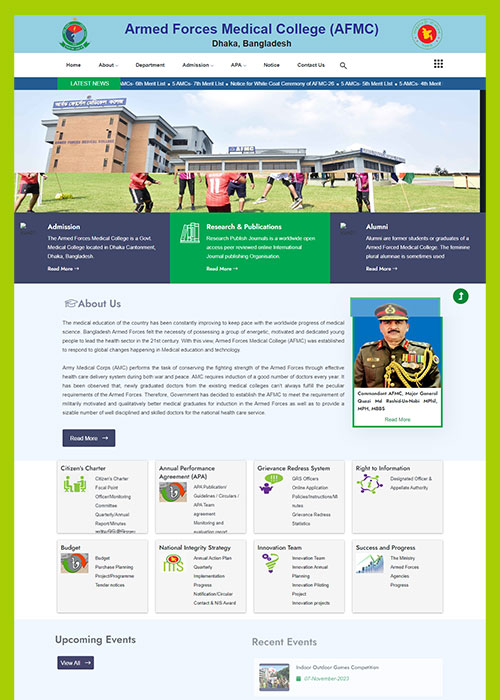 Armed Forces Medical College (AFMC)
Dhaka, Bangladesh
Home About Department Admission APA Notice Contact Us
LATEST NEWS AMCs- 6th Merit List 5 AMCs- 7th Merit List Notice for White Coat Ceremony of AFMC-26 5 AMCs- 5th Merit List 5 AMCs- 4th Merit
Admission
The Armed Forces Medical College is a Govt.
Medical College located in Dhaka Cantonment,
Dhaka, Bangladesh.
Read More
Research & Publications
Research Publish Journals is a worldwide open
access peer reviewed online International
Journal publishing Organisation.
Read More
Alumni
Alumni are former students or graduates of a
Armed Forced Medical College. The feminine
plural alumnae is sometimes used
Read More
About Us
The medical education of the country has been constantly improving to keep pace with the worldwide progress of medical
science. Bangladesh Armed Forces felt the necessity of possessing a group of energetic, motivated and dedicated young
people to lead the health sector in the 21st century. With this view, Armed Forces Medical College (AFMC) was established
to respond to global changes happening in Medical education and technology.
Army Medical Corps (AMC) performs the task of conserving the fighting strength of the Armed Forces through effective
health care delivery system during both war and peace. AMC requires induction of a good number of doctors every year. It
has been observed that, newly graduated doctors from the existing medical colleges can't always fulfill the peculiar
requirements of the Armed Forces. Therefore, Government has decided to establish the AFMC to meet the requirement of
militarily motivated and qualitatively better medical graduates for induction in the Armed Forces as well as to provide a
sizable number of well disciplined and skilled doctors for the national health care service.
Read More
Commandant AFMC, Major General
Quazi Md Rashid-Un-Nabi MPhil,
MPH, MBBS
Read More
Citizen's Charter
Citizen's Charter
Focal Point
Officer/Monitoring
Committee
Quarterly/Annual
Report/Minutes
Annual Performance
Agreement (APA)
APA Publication/
Guidelines / Circulars /
APA Team
agreement
Monitoring and
evaluation report
Grievance Redress System
GRS Officers
Online Application
Policies/Instructions/Mi
nutes
Grievance Redress
Statistics
Right to Information
Designated Officer &
Appellate Authority
Budget
Budget
Purchase Planning
Project/Programme
Tender notices
National Integrity Strategy
Annual Action Plan
Quarterly
Implementation
Progress
Notification/Circular
Contact & NIS Award
Innovation Team
Innovation Team
Innovation Annual
Planning
Innovation Piloting
Project
Innovation projects
Success and Progress
The Ministry
Armed Forces
Agencies
Progress
Upcoming Events
View All
Recent Events
Indoor Outdoor Games Competition
07-November-2023